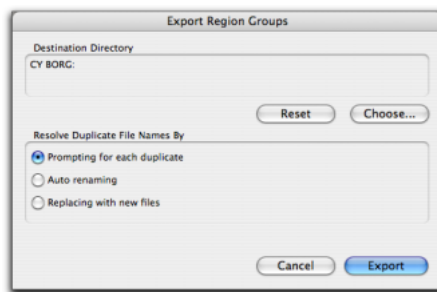 Export Region Groups
Destination Directory
CY BORG:
Reset Choose...
Resolve Duplicate File Names By
Prompting for each duplicate
Auto renaming
Replacing with new files
Cancel Export